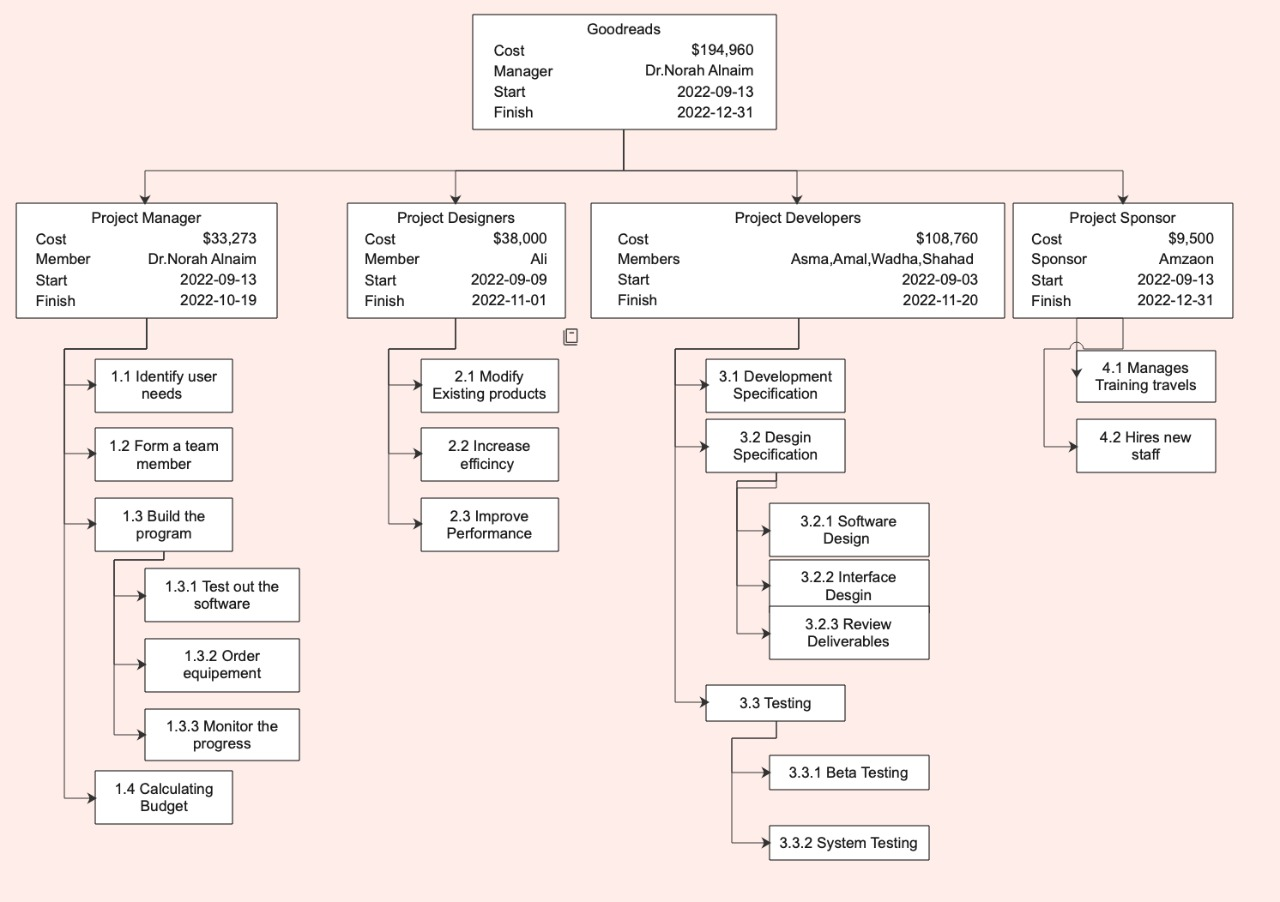 Goodreads
Cost $194,960
Manager Dr.Norah Alnaim
Start 2022-09-13
Finish 2022-12-31
Project Manager
Cost $33,273
Member Dr.Norah Alnaim
Start 2022-09-13
Finish 2022-10-19
1.1 Identify user
needs
1.2 Form a team
member
1.3 Build the
program
1.3.1 Test out the
software
1.3.2 Order
equipement
1.3.3 Monitor the
progress
1.4 Calculating
Budget
Project Designers
Cost $38,000
Member Ali
Start 2022-09-09
Finish 2022-11-01
2.1 Modify
Existing products
2.2 Increase
efficincy
2.3 Improve
Performance
Project Developers
Cost $108,760
Members Asma,Amal,Wadha,Shahad
Start 2022-09-03
Finish 2022-11-20
3.1 Development
Specification
3.2 Desgin
Specification
3.2.1 Software
Design
3.2.2 Interface
Desgin
3.2.3 Review
Deliverables
3.3 Testing
3.3.1 Beta Testing
3.3.2 System Testing
Project Sponsor
Cost $9,500
Sponsor Amzaon
Start 2022-09-13
Finish 2022-12-31
4.1 Manages
Training travels
4.2 Hires new
staff